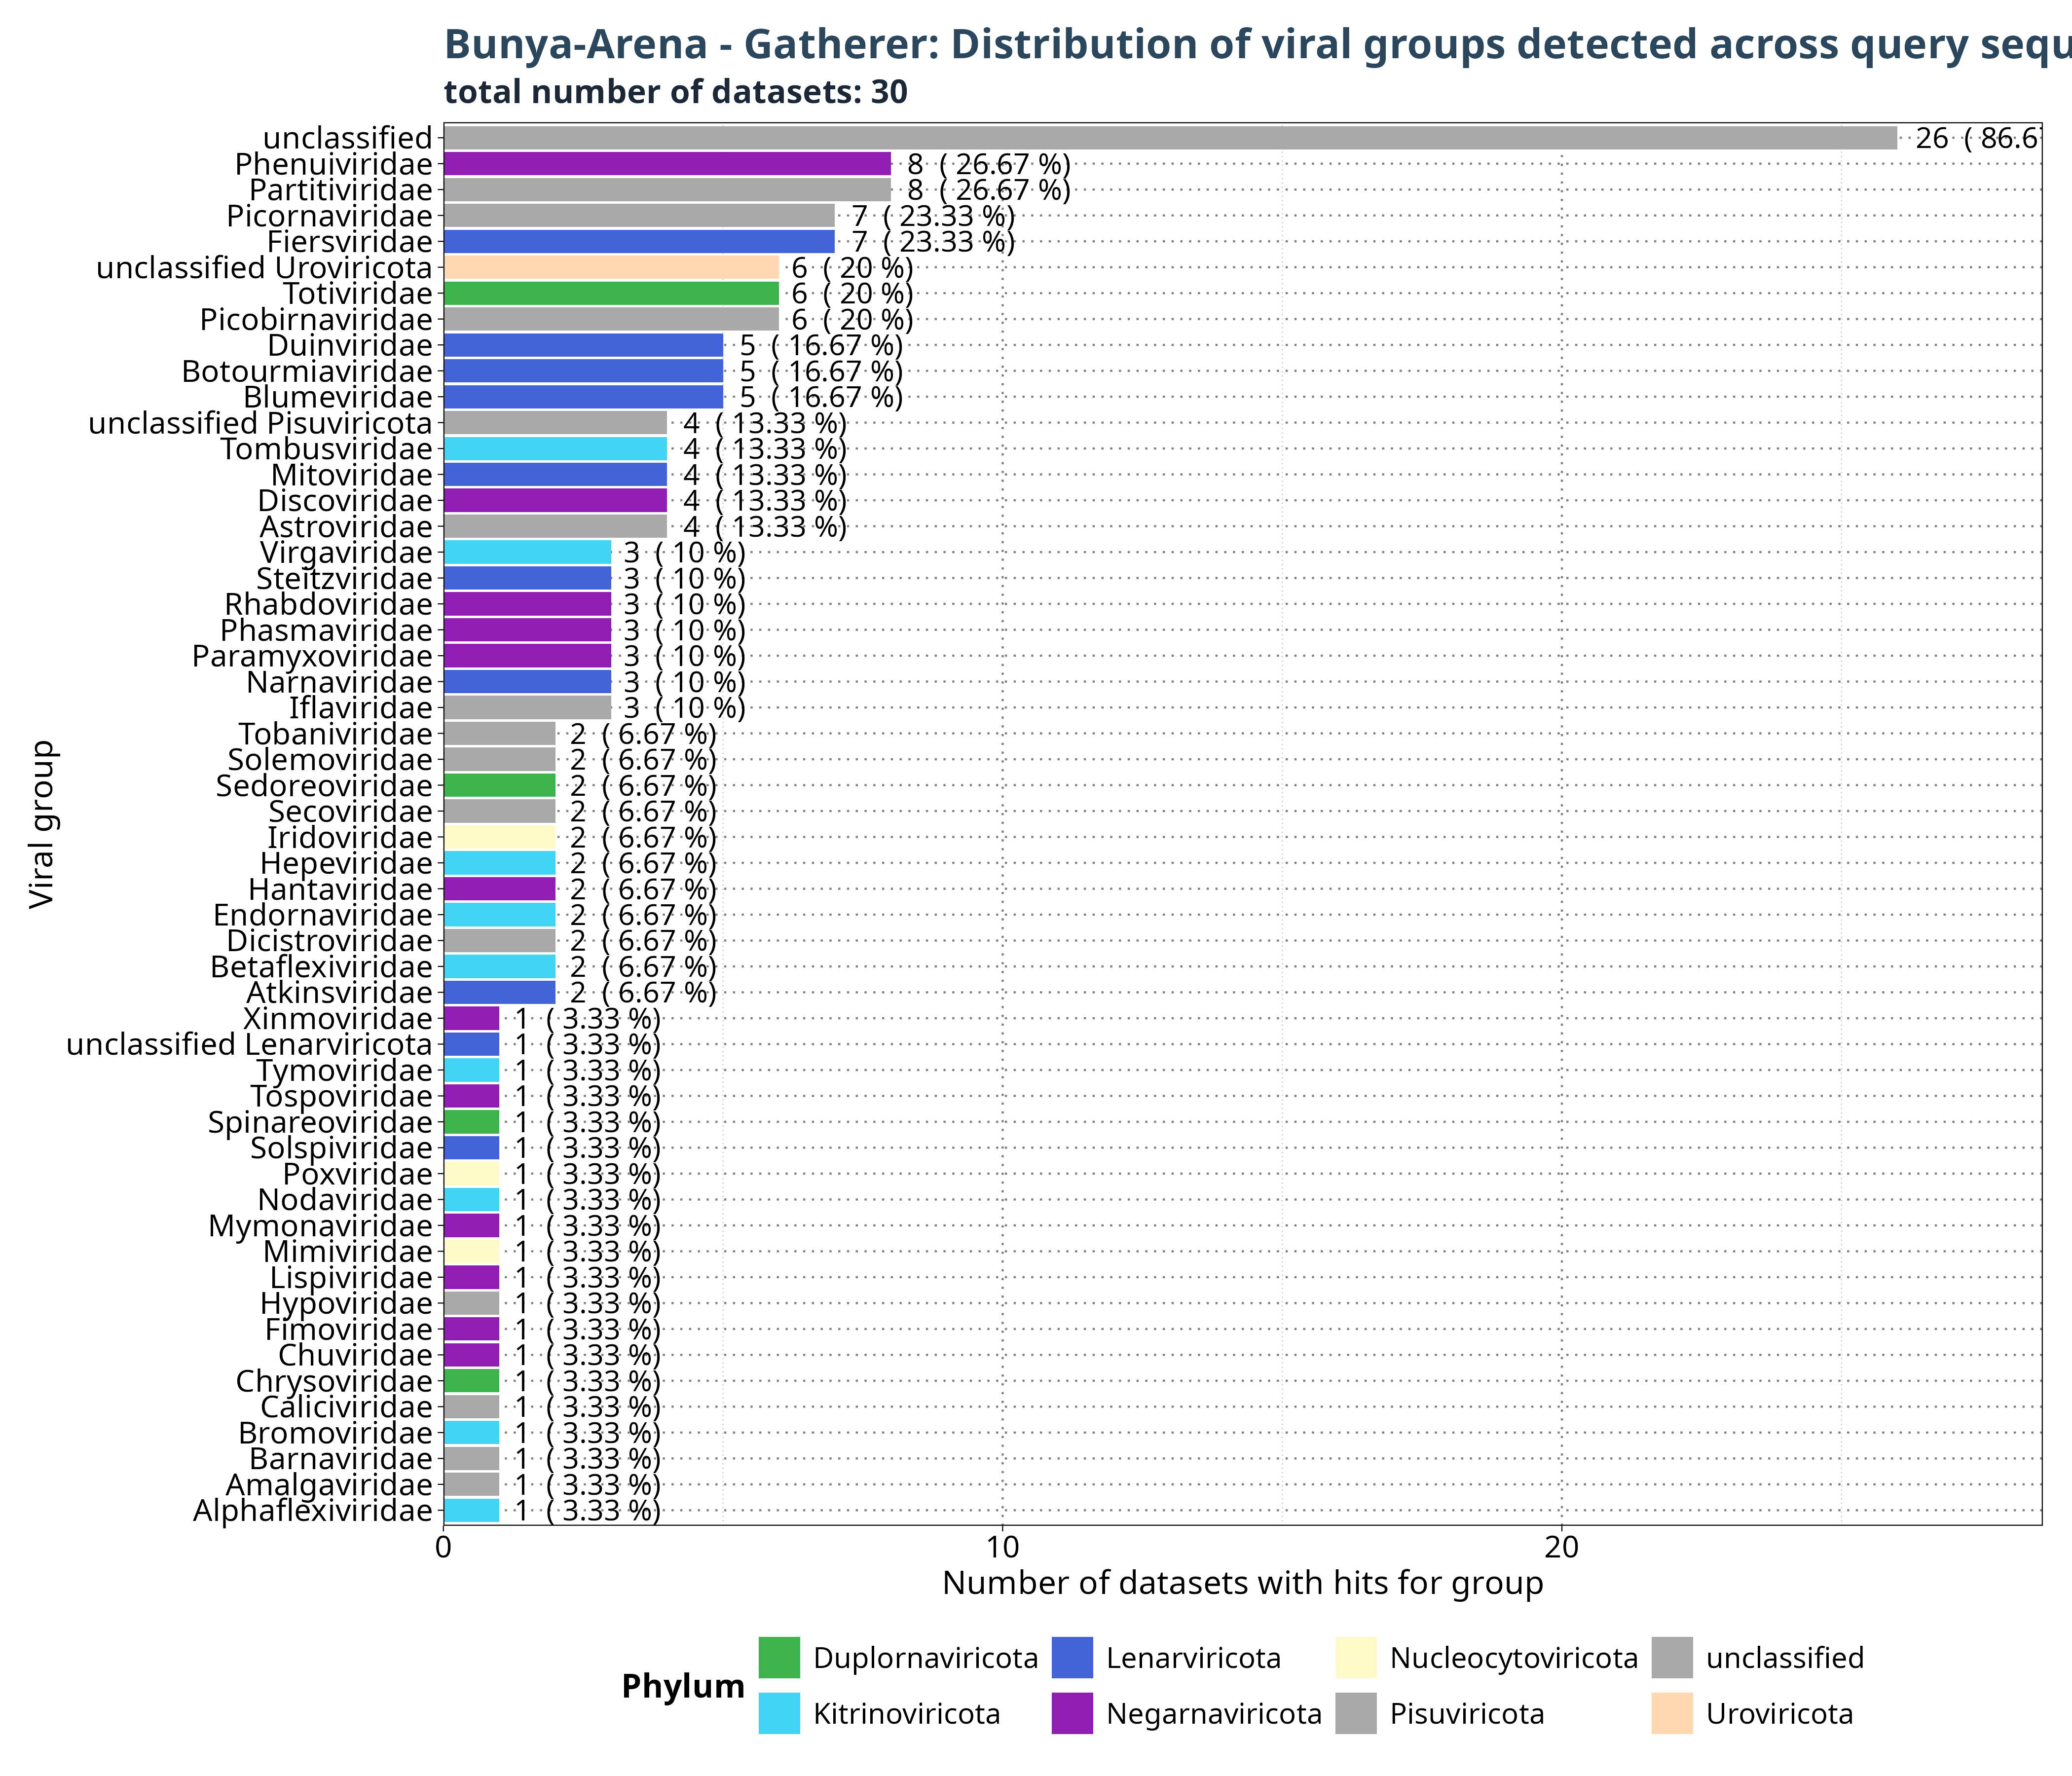 Bunya-Arena - Gatherer: Distribution of viral groups detected across query sequ
total number of datasets: 30
unclassified 26 ( 86.67
Phenuiviridae 8 ( 26.67 %)
Partitiviridae 8 ( 26.67 %)
Picornaviridae 7 ( 23.33 %)
Fiersviridae 7 ( 23.33 %)
unclassified Uroviricota 6 ( 20 %)
Totiviridae 6 ( 20 %)
Picobirnaviridae 6 ( 20 %)
Duinviridae 5 ( 16.67 %)
Botourmiaviridae 5 ( 16.67 %)
Blumeviridae 5 ( 16.67 %)
unclassified Pisuviricota 4 ( 13.33 %)
Tombusviridae 4 ( 13.33 %)
Mitoviridae 4 ( 13.33 %)
Discoviridae 4 ( 13.33 %)
Astroviridae 4 ( 13.33 %)
Virgaviridae 3 ( 10 %)
Steitzviridae 3 ( 10 %)
Rhabdoviridae 3 ( 10 %)
Phasmaviridae 3 ( 10 %)
Paramyxoviridae 3 ( 10 %)
Narnaviridae 3 ( 10 %)
Iflaviridae 3 ( 10 %)
Tobaniviridae 2 ( 6.67 %)
Solemoviridae 2 ( 6.67 %)
Sedoreoviridae 2 ( 6.67 %)
Secoviridae 2 ( 6.67 %)
Iridoviridae 2 ( 6.67 %)
Hepeviridae 2 ( 6.67 %)
Hantaviridae 2 ( 6.67 %)
Endornaviridae 2 ( 6.67 %)
Dicistroviridae 2 ( 6.67 %)
Betaflexiviridae 2 ( 6.67 %)
Atkinsviridae 2 ( 6.67 %)
Xinmoviridae 1 ( 3.33 %)
unclassified Lenarviricota 1 ( 3.33 %)
Tymoviridae 1 ( 3.33 %)
Tospoviridae 1 ( 3.33 %)
Spinareoviridae 1 ( 3.33 %)
Solspiviridae 1 ( 3.33 %)
Poxviridae 1 ( 3.33 %)
Nodaviridae 1 ( 3.33 %)
Mymonaviridae 1 ( 3.33 %)
Mimiviridae 1 ( 3.33 %)
Lispiviridae 1 ( 3.33 %)
Hypoviridae 1 ( 3.33 %)
Fimoviridae 1 ( 3.33 %)
Chuviridae 1 ( 3.33 %)
Chrysoviridae 1 ( 3.33 %)
Caliciviridae 1 ( 3.33 %)
Bromoviridae 1 ( 3.33 %)
Barnaviridae 1 ( 3.33 %)
Amalgaviridae 1 ( 3.33 %)
Alphaflexiviridae 1 ( 3.33 %)
Viral group
0 10 20
Number of datasets with hits for group
Phylum
Duplornaviricota Lenarviricota Nucleocytoviricota unclassified
Kitrinoviricota Negarnaviricota Pisuviricota Uroviricota